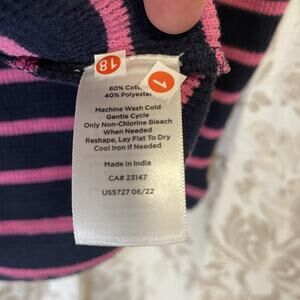 18
1
60% Cotton
40% Polyester
Machine Wash Cold
Gentle Cycle
Only Non-Chlorine Bleach
When Needed
Reshape, Lay Flat To Dry
Cool Iron if Needed
Made in India
CA# 23147
US5727 06/22